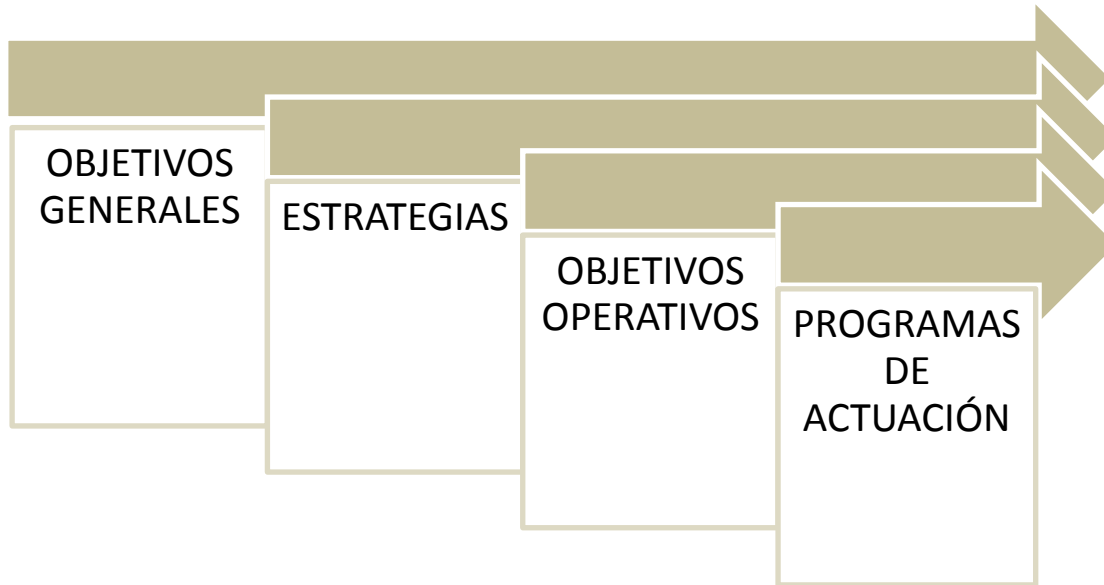 OBJETIVOS
GENERALES
ESTRATEGIAS
OBJETIVOS
OPERATIVOS
PROGRAMAS
DE
ACTUACIÓN